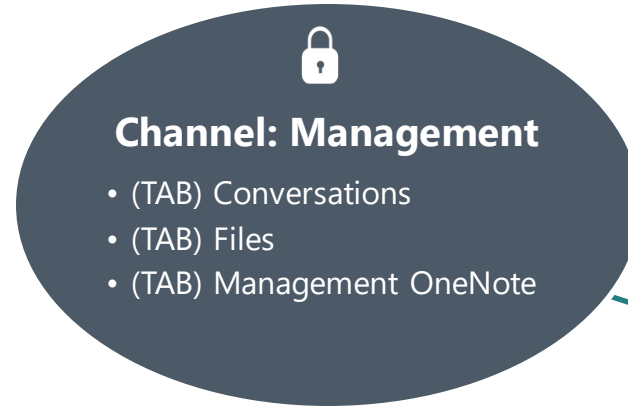 Channel: Management
• (TAB) Conversations
• (TAB) Files
• (TAB) Management OneNote